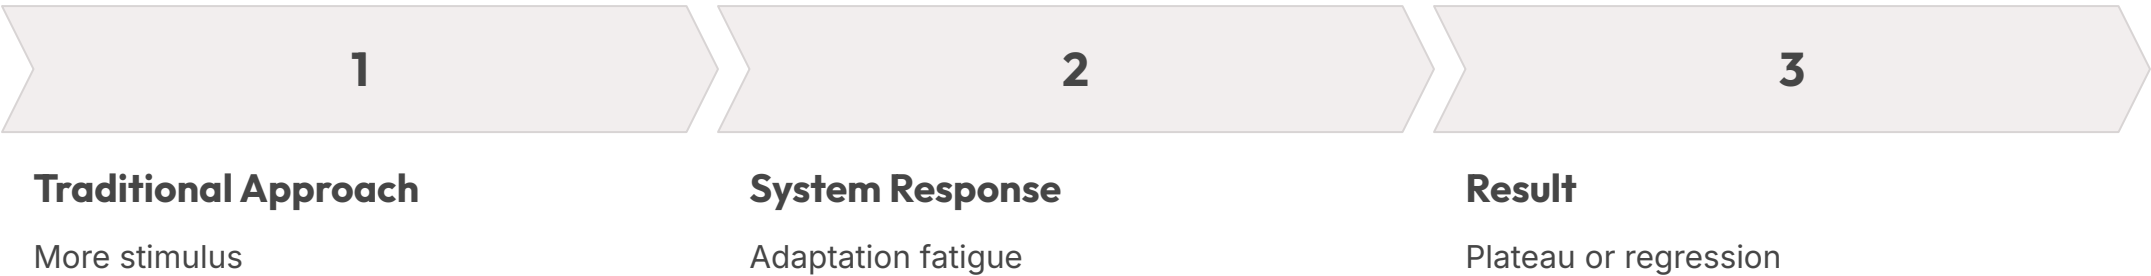 1
2
3
Traditional Approach
More stimulus
System Response
Adaptation fatigue
Result
Plateau or regression